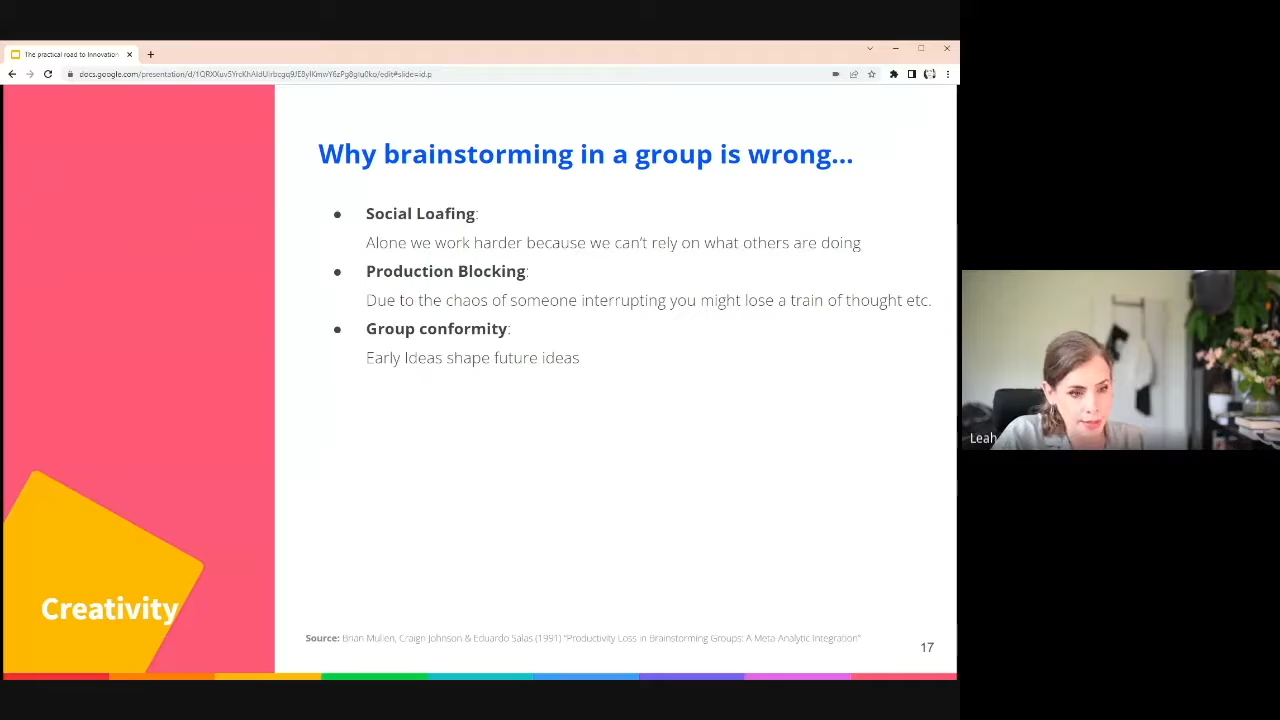 The practical road to Innovation
Why brainstorming in a group is wrong...
● Social Loafing:
Alone we work harder because we can't rely on what others are doing
● Production Blocking:
Due to the chaos of someone interrupting you might lose a train of thought etc.
● Group conformity:
Early Ideas shape future ideas
Leah
Creativity
Source: Brian Mullen, Craign Johnson & Eduardo Salas (1991) "Productivity Loss in Brainstorming Groups: A Meta-Analytic Integration"
17